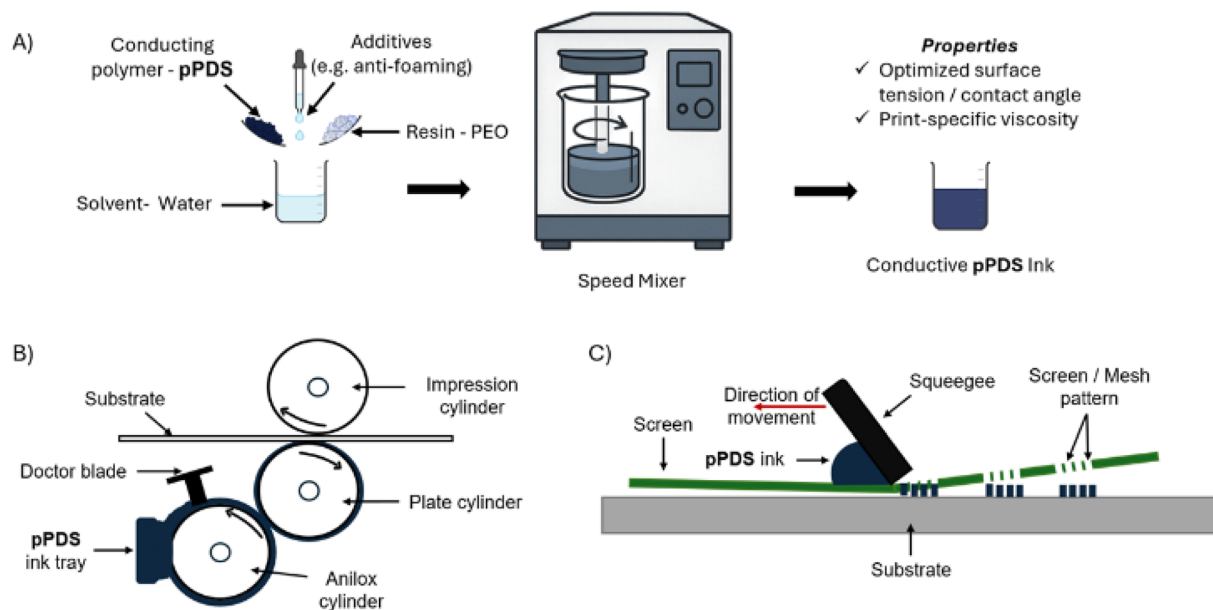 A)
Conducting
polymer - pPDS
Additives
(e.g. anti-foaming)
Resin - PEO
Solvent- Water
Speed Mixer
Properties
✓ Optimized surface
tension / contact angle
✓ Print-specific viscosity
Conductive pPDS Ink
B)
Substrate
Impression
cylinder
Doctor blade
Plate cylinder
pPDS
ink tray
Anilox
cylinder
C)
Squeegee
Screen / Mesh
pattern
Direction of
movement
Screen
pPDS ink
Substrate